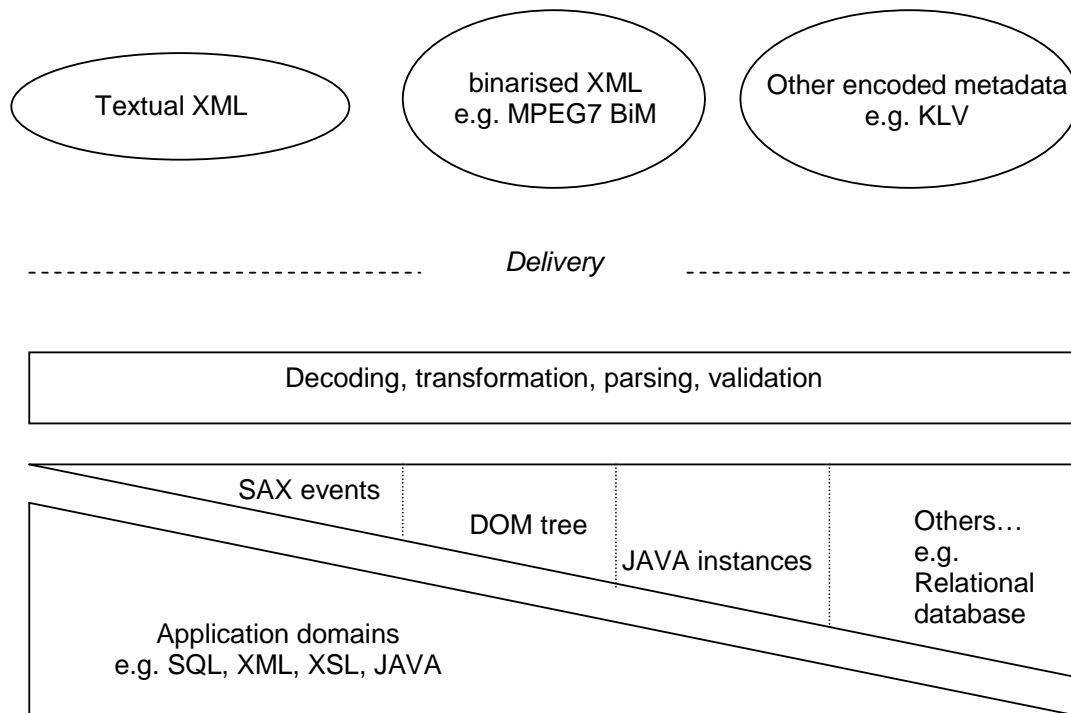 Textual XML
binarised XML
e.g. MPEG7 BiM
Other encoded metadata
e.g. KLV
Delivery
Decoding, transformation, parsing, validation
SAX events
DOM tree
JAVA instances
Others…
e.g.
Relational
database
Application domains
e.g. SQL, XML, XSL, JAVA